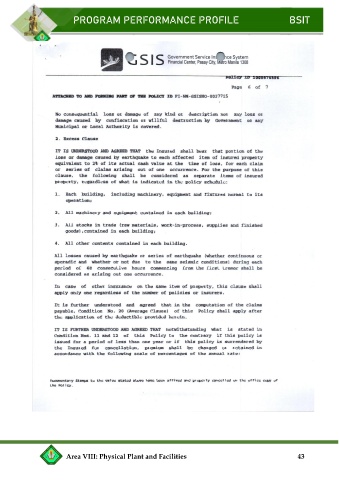 PROGRAM PERFORMANCE PROFILE BSIT
GSIS Government Service Insurance System
Financial Center, Pasay City, Metro Manila 1308
Page 6 of 7
ATTACHED TO AND FORMING PART OF THE POLICY ID FI-NM-GSISHO-0027715
No consequential loss or damage of any kind or description nor any loss or
damage caused by confiscation or willful destruction by Government or any
Municipal or Local Authority is covered.
2. Excess Clause
IT IS UNDERSTOOD AND AGREED THAT the Insured shall bear that portion of the
loss or damage caused by earthquake to each affected item of insured property
equivalent to 2% of its actual cash value at the time of loss, for each claim
or series of claims arising out of one occurrence. For the purpose of this
clause, the following shall be considered as separate items of insured
property, regardless of what is indicated in the policy schedule:
1. Each building, including machinery, equipment and fixtures normal to its
operation;
2. All machinery and equipment contained in each building;
3. All stocks in trade (raw materials, work-in-process, supplies and finishes
goods),contained in each building;
4. All other contents contained in each building.
All losses caused by earthquake or series of earthquake (whether continuous or
sporadic and whether or not due to the same seismic conditions) during each
period of 48 consecutive hours commencing from the first tremor shall be
considered as arising out one occurrence.
In case of other insurance on the same item of property, this clause shall
apply only one regardless of the number of policies or insurers.
It is further understood and agreed that in the computation of the claims
payable, Condition No. 26 (Average Clause) of this Policy shall apply after
the application of the deductible provided herein.
IT IS FURTHER UNDERSTOOD AND AGREED THAT notwithstanding what is stated in
Condition Nos. 11 and 12 of this Policy to the contrary if this policy is
issued for a period of less than one year or if this policy is surrendered by
the Insured for cancellation, premium shall be charged or retained in
accordance with the following scale of percentages of the annual rate:
Documentary Stamps to the value stated above have been affixed and properly cancelled on the office copy of
the Policy.
Area VIII: Physical Plant and Facilities 43